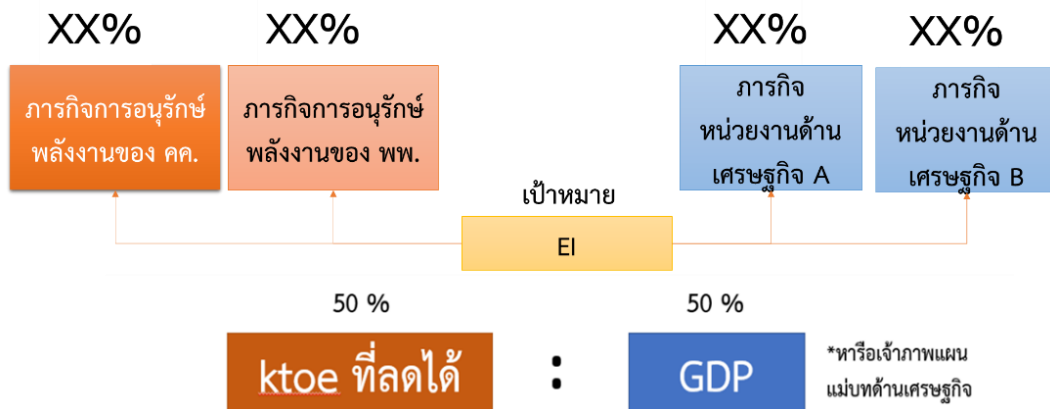 XX%
XX%
XX%
XX%
ภารกิจการอนุรักษ์
พลังงานของ คค.
ภารกิจการอนุรักษ์
พลังงานของ พพ.
ภารกิจ
หน่วยงานด้าน
เศรษฐกิจ A
ภารกิจ
หน่วยงานด้าน
เศรษฐกิจ B
เป้าหมาย
EI
50 %
50 %
ktoe ที่ลดได้
:
GDP
*หารือเจ้าภาพแผน
แม่บทด้านเศรษฐกิจ